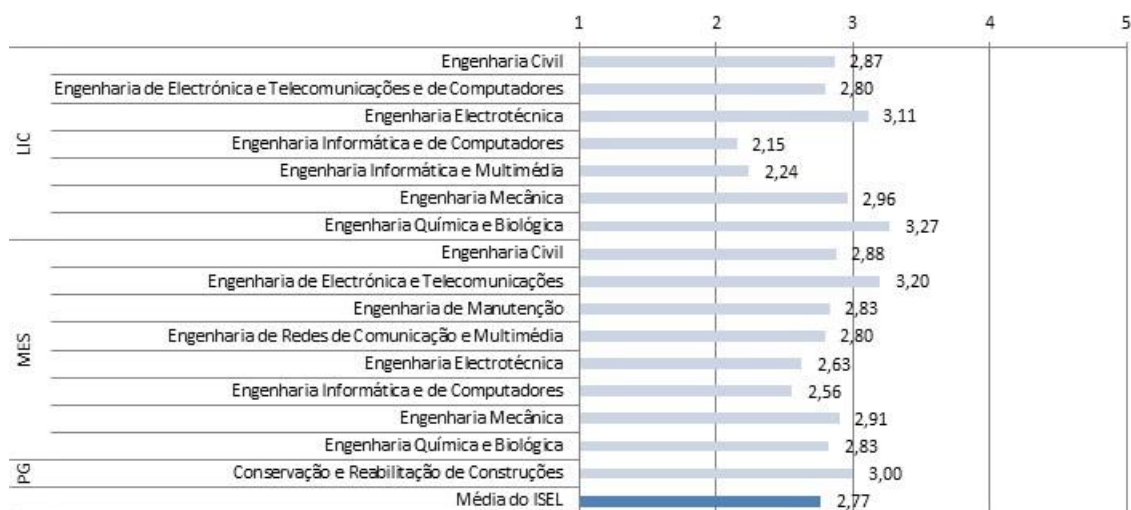 1 2 3 4 5
LIC
Engenharia Civil 2,87
Engenharia de Electrónica e Telecomunicações e de Computadores 2,80
Engenharia Electrotécnica 3,11
Engenharia Informática e de Computadores 2,15
Engenharia Informática e Multimédia 2,24
Engenharia Mecânica 2,96
Engenharia Química e Biológica 3,27
MES
Engenharia Civil 2,88
Engenharia de Electrónica e Telecomunicações 3,20
Engenharia de Manutenção 2,83
Engenharia de Redes de Comunicação e Multimédia 2,80
Engenharia Electrotécnica 2,63
Engenharia Informática e de Computadores 2,56
Engenharia Mecânica 2,91
Engenharia Química e Biológica 2,83
PG
Conservação e Reabilitação de Construções 3,00
Média do ISEL 2,77